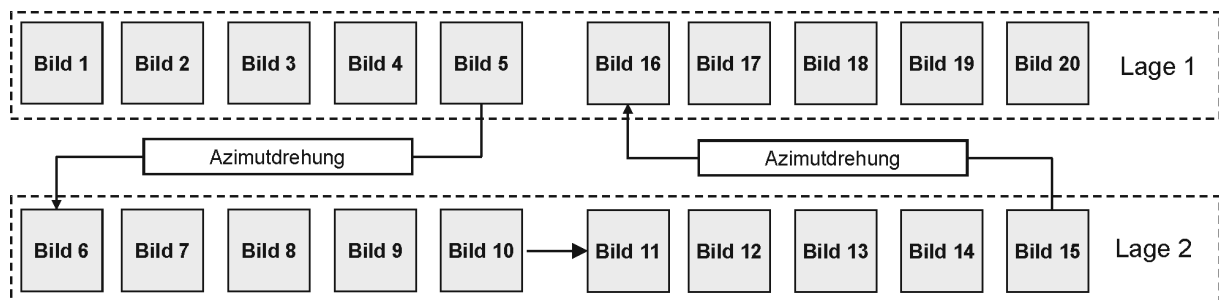 Bild 1 Bild 2 Bild 3 Bild 4 Bild 5 Bild 16 Bild 17 Bild 18 Bild 19 Bild 20 Lage 1
Azimutdrehung Azimutdrehung
Bild 6 Bild 7 Bild 8 Bild 9 Bild 10 Bild 11 Bild 12 Bild 13 Bild 14 Bild 15 Lage 2